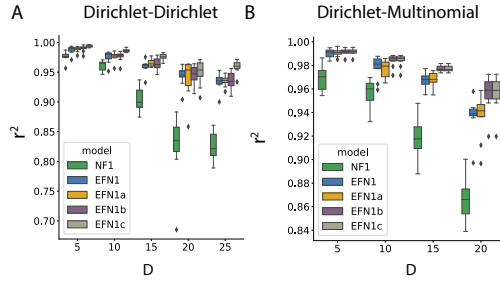 A Dirichlet-Dirichlet
1.00
0.95
0.90
0.85
0.80
0.75
0.70
r²
model
NF1
EFN1
EFN1a
EFN1b
EFN1c
5 10 15 20 25
D
B Dirichlet-Multinomial
1.00
0.98
0.96
0.94
0.92
0.90
0.88
0.86
0.84
r²
model
NF1
EFN1
EFN1a
EFN1b
EFN1c
5 10 15 20
D